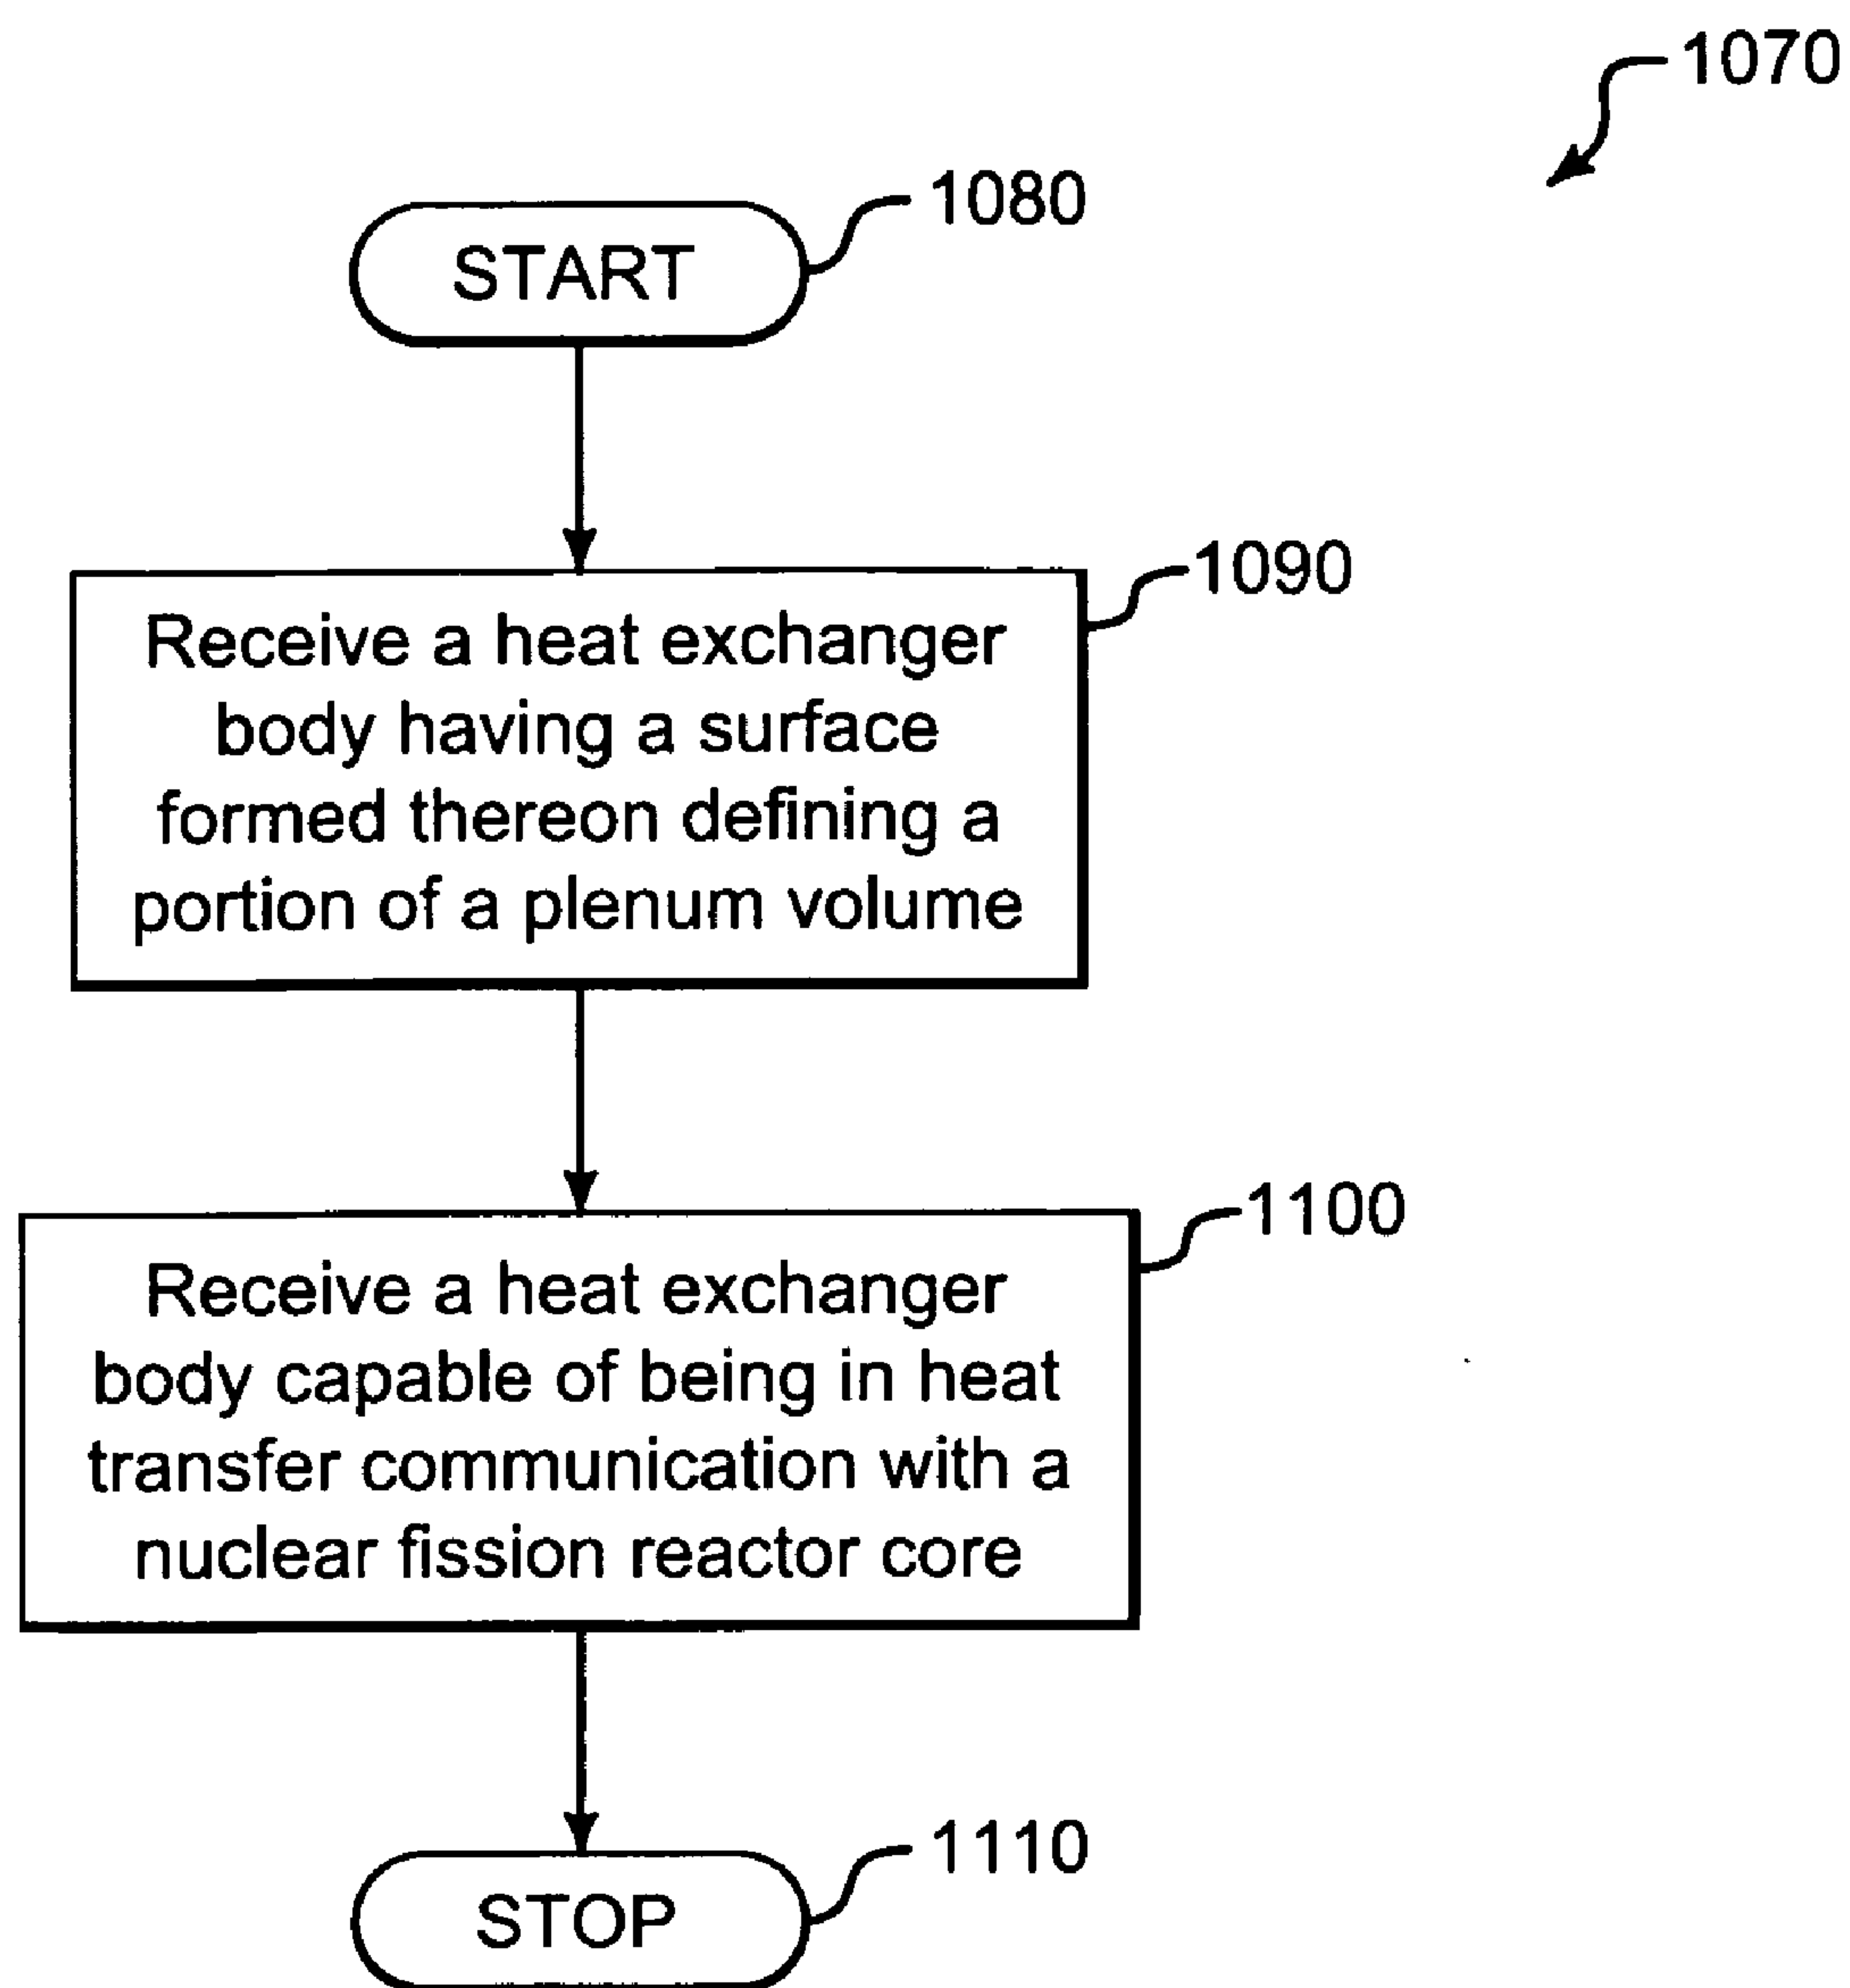 1070
1080
START
1090
Receive a heat exchanger
body having a surface
formed thereon defining a
portion of a plenum volume
1100
Receive a heat exchanger
body capable of being in heat
transfer communication with a
nuclear fission reactor core
1110
STOP